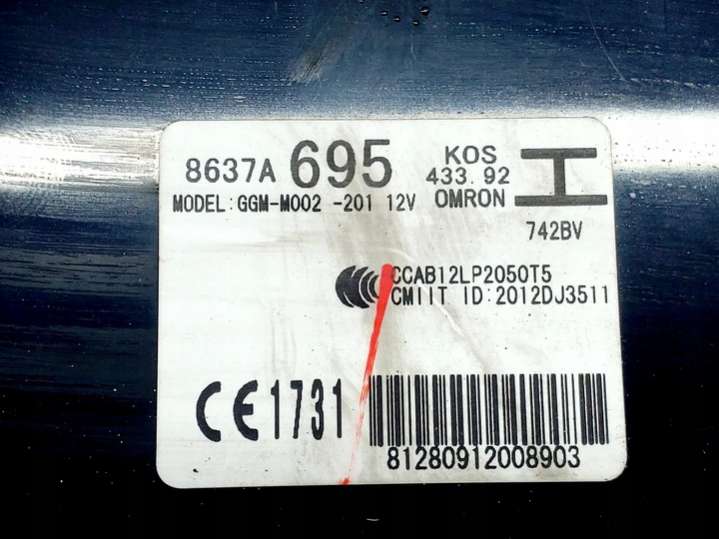 8637A 695 KOS
433.92
MODEL:GGM-M002 -201 12V OMRON
742BV
CCAB12LP2050T5
CMIIT ID:2012DJ3511
CE1731
81280912008903